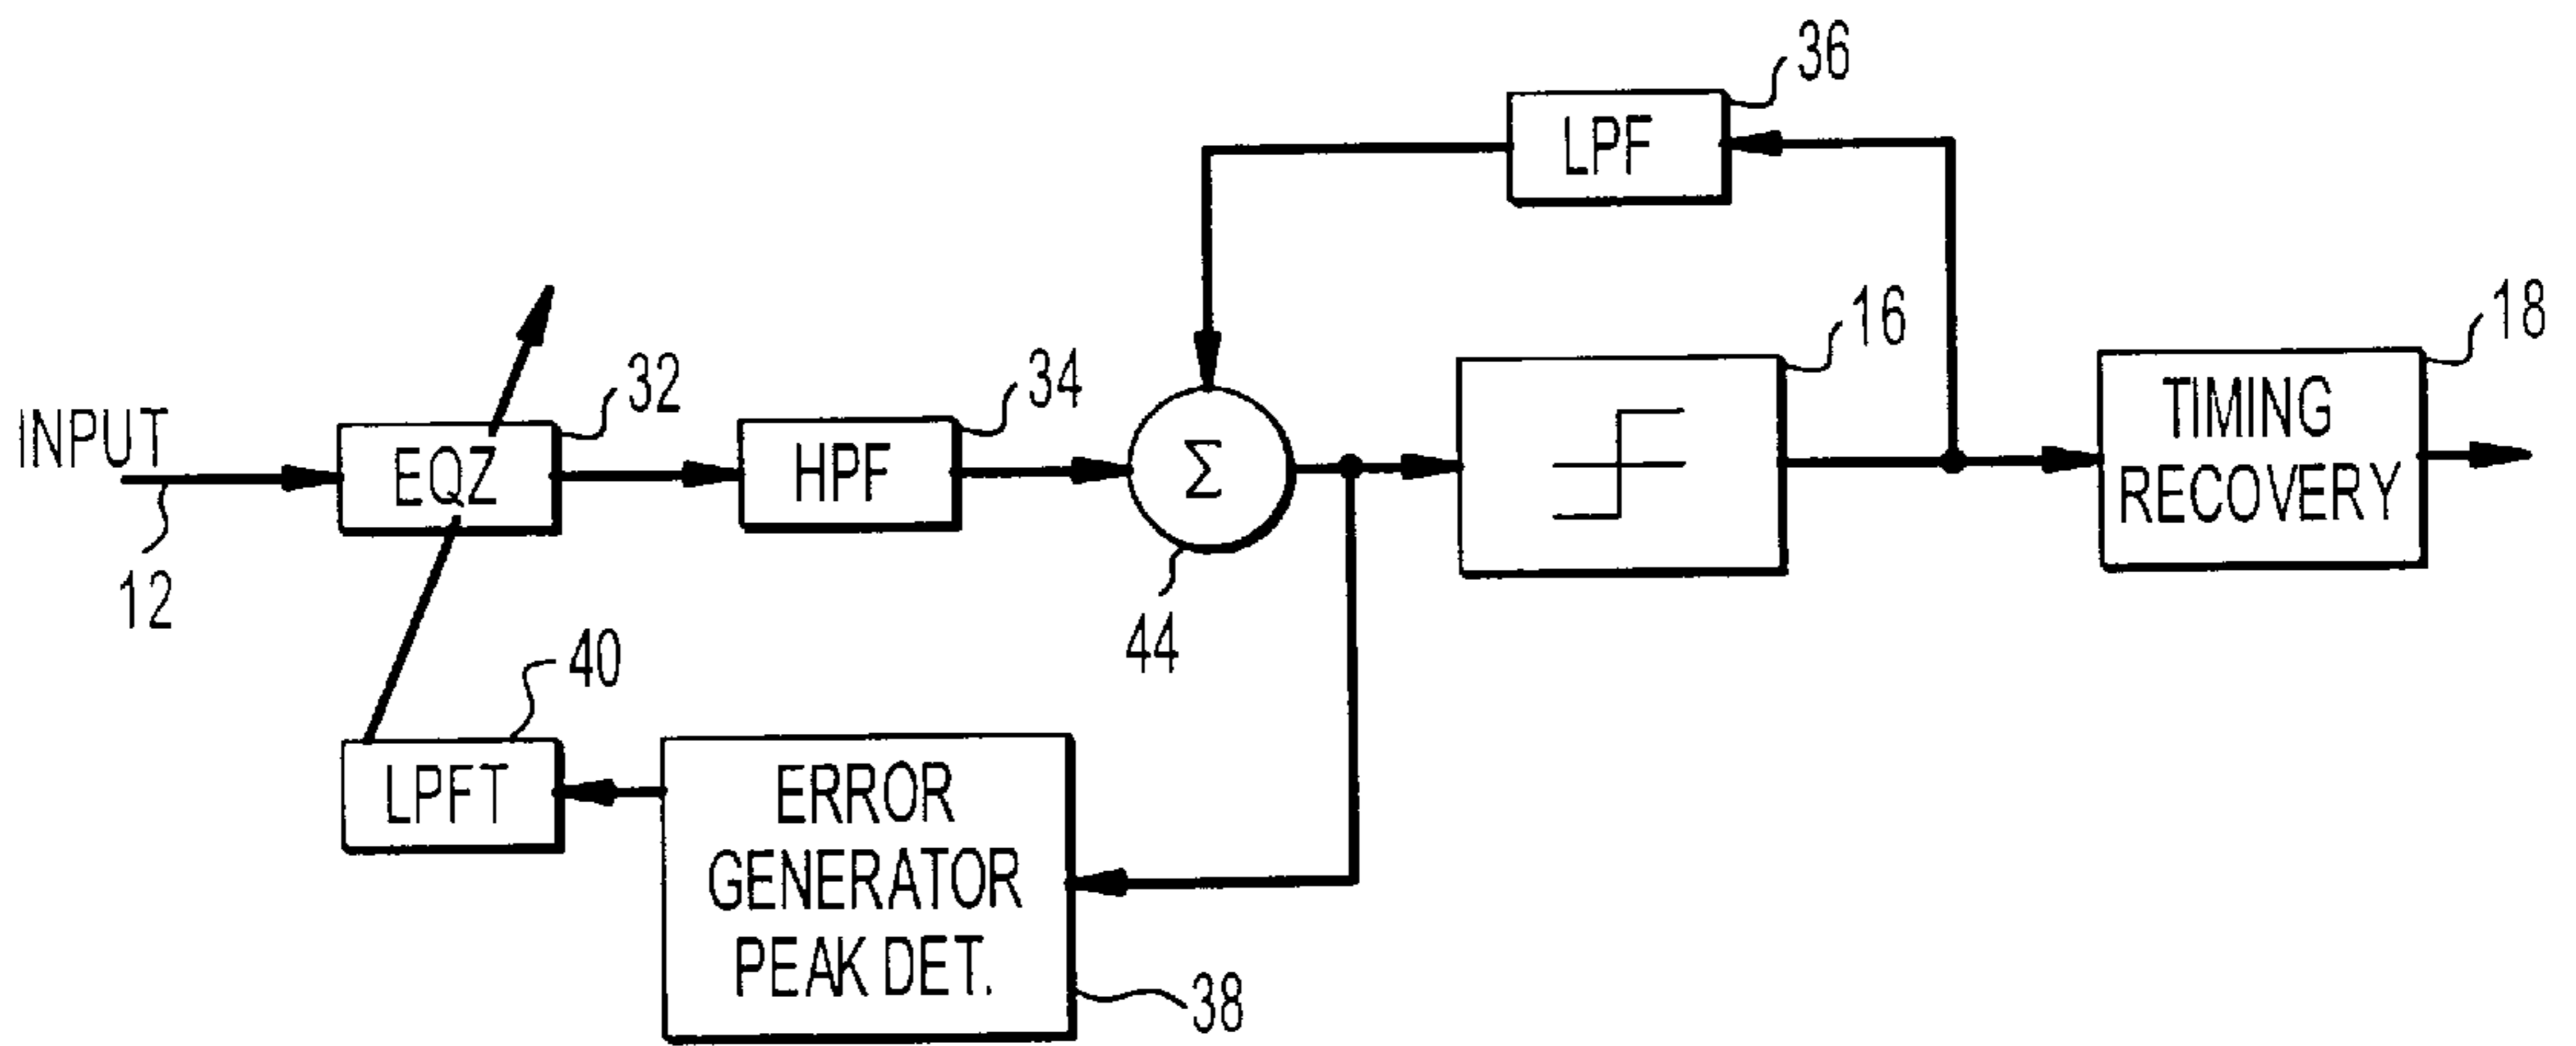 36
LPF
16
18
32
34
INPUT
EQZ
HPF
Σ
TIMING
RECOVERY
12
44
40
LPFT
ERROR
GENERATOR
PEAK DET.
38